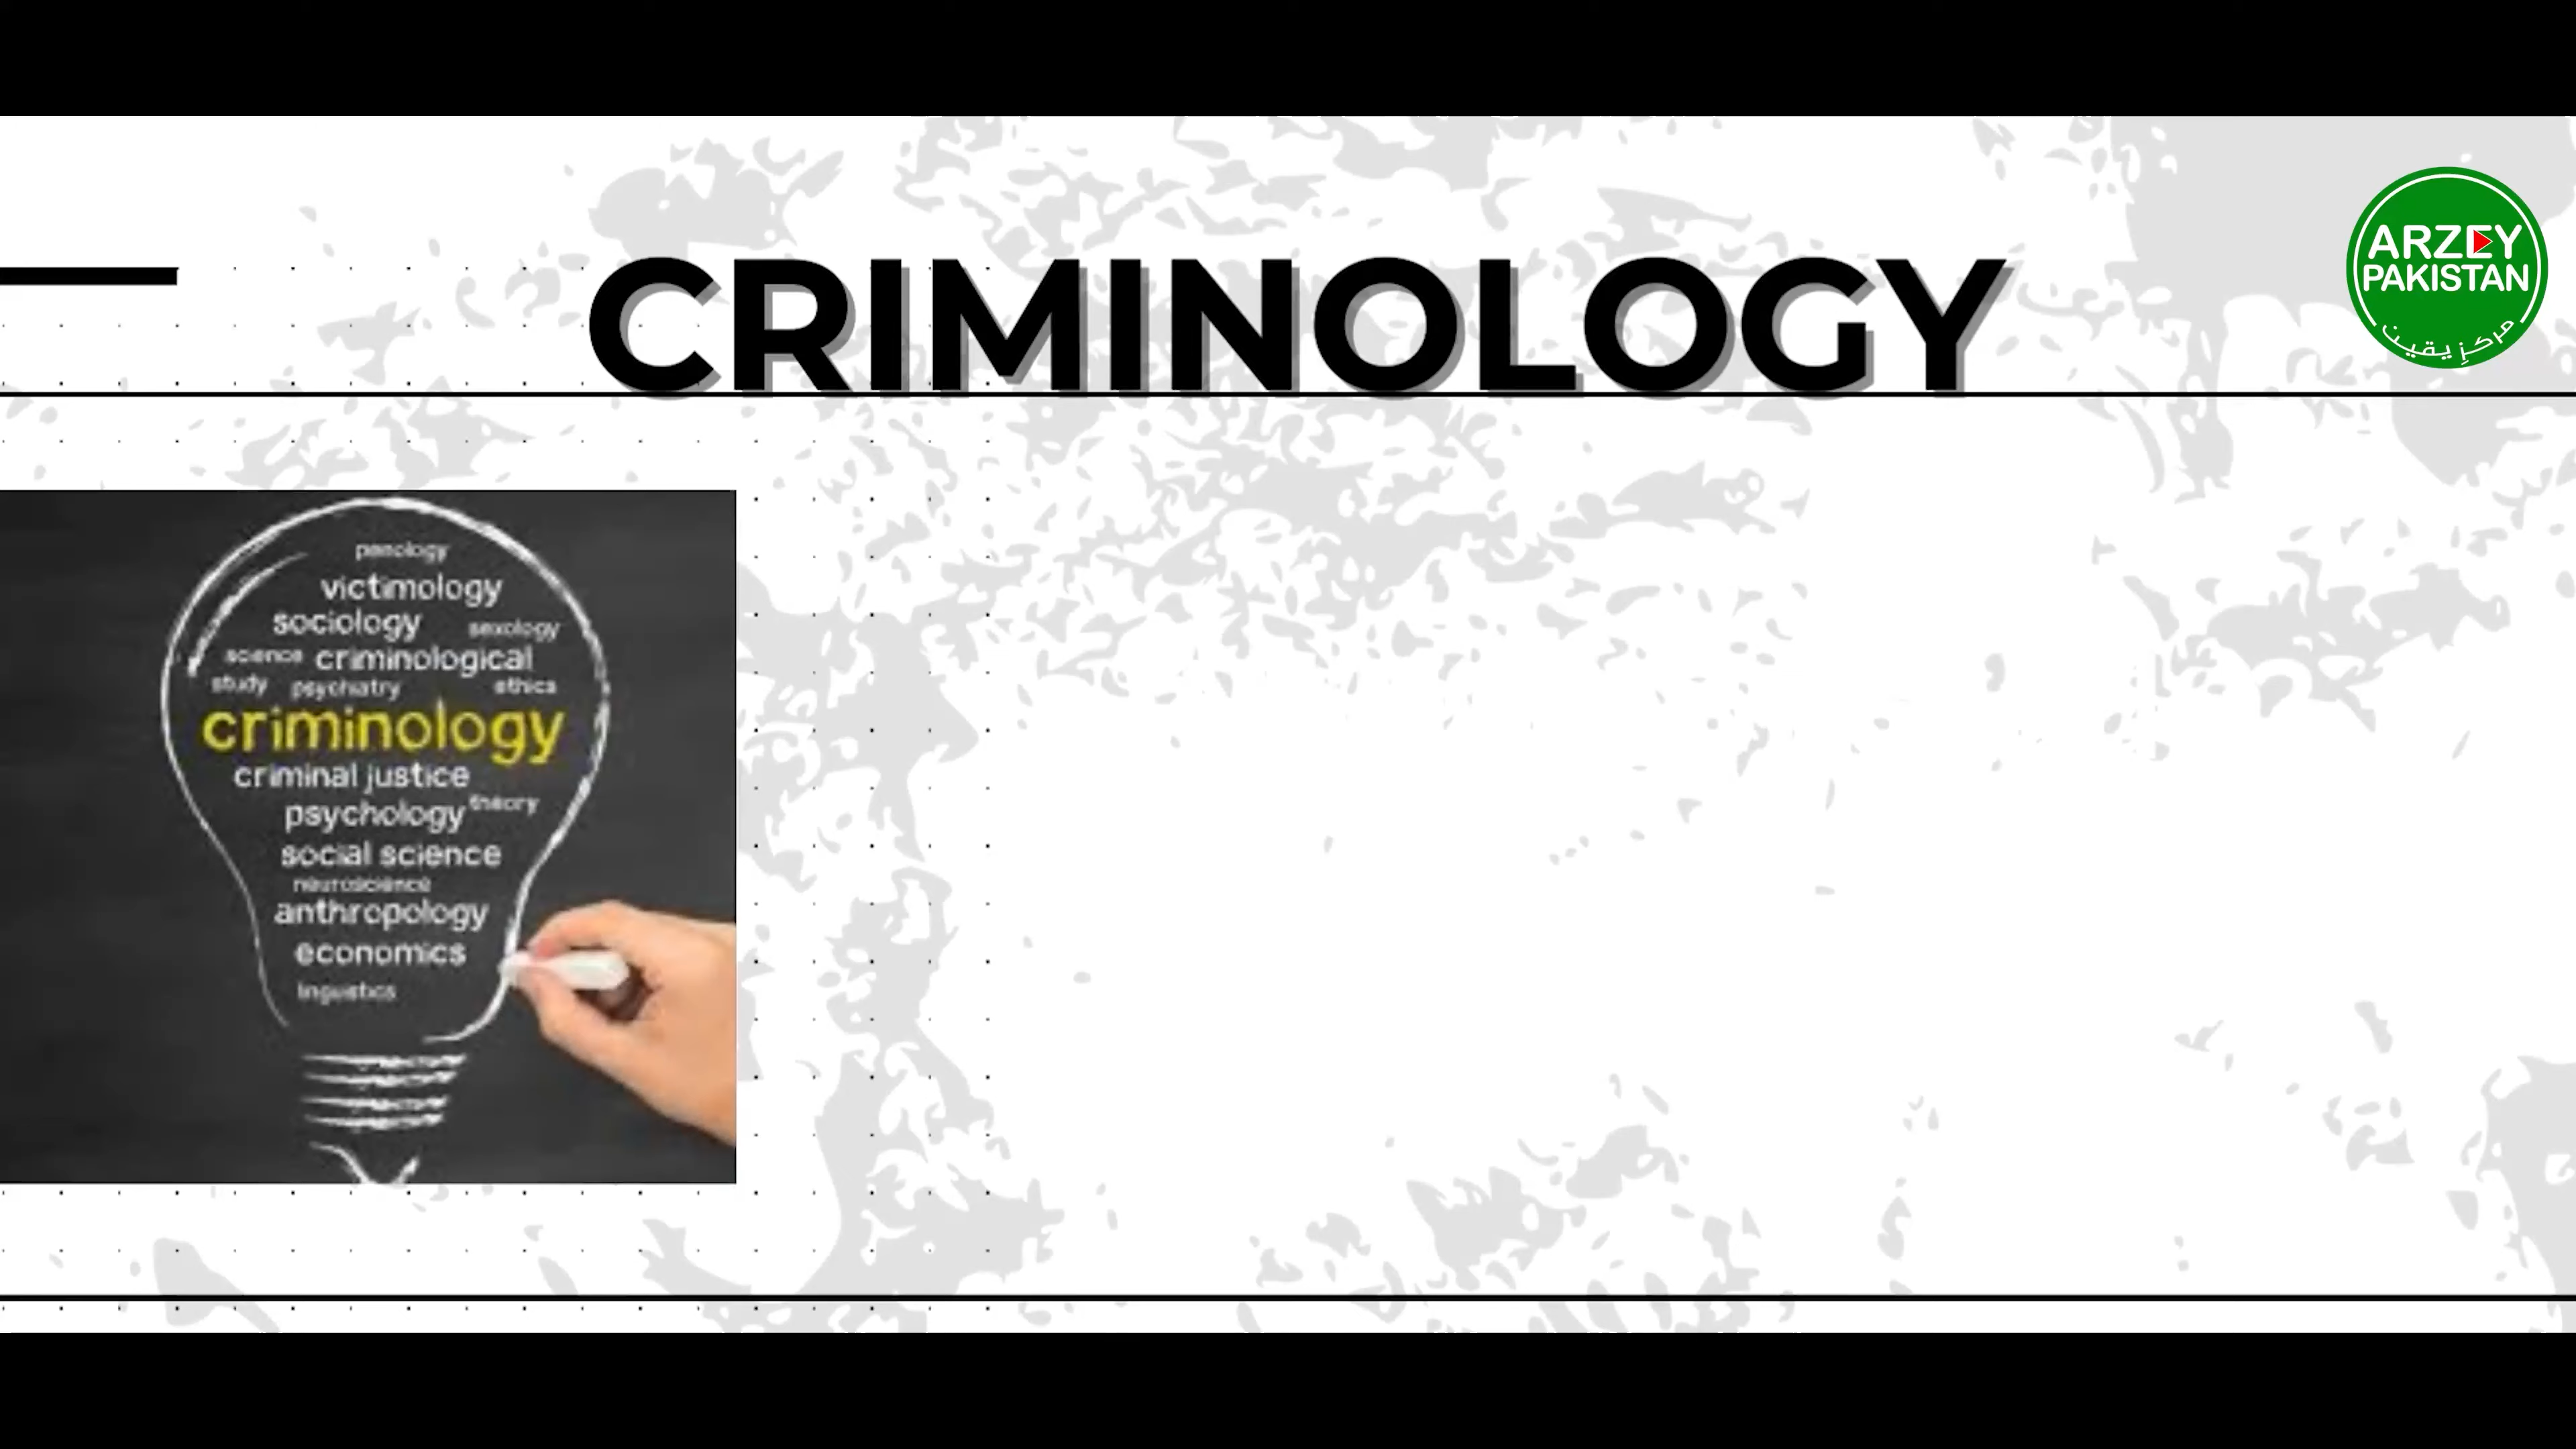 CRIMINOLOGY
ARZEY
PAKISTAN
مرکزِ یقین
penology
victimology
sociology sexology
science criminological
study psychiatry ethics
criminology
criminal justice
psychology theory
social science
neuroscience
anthropology
economics
linguistics